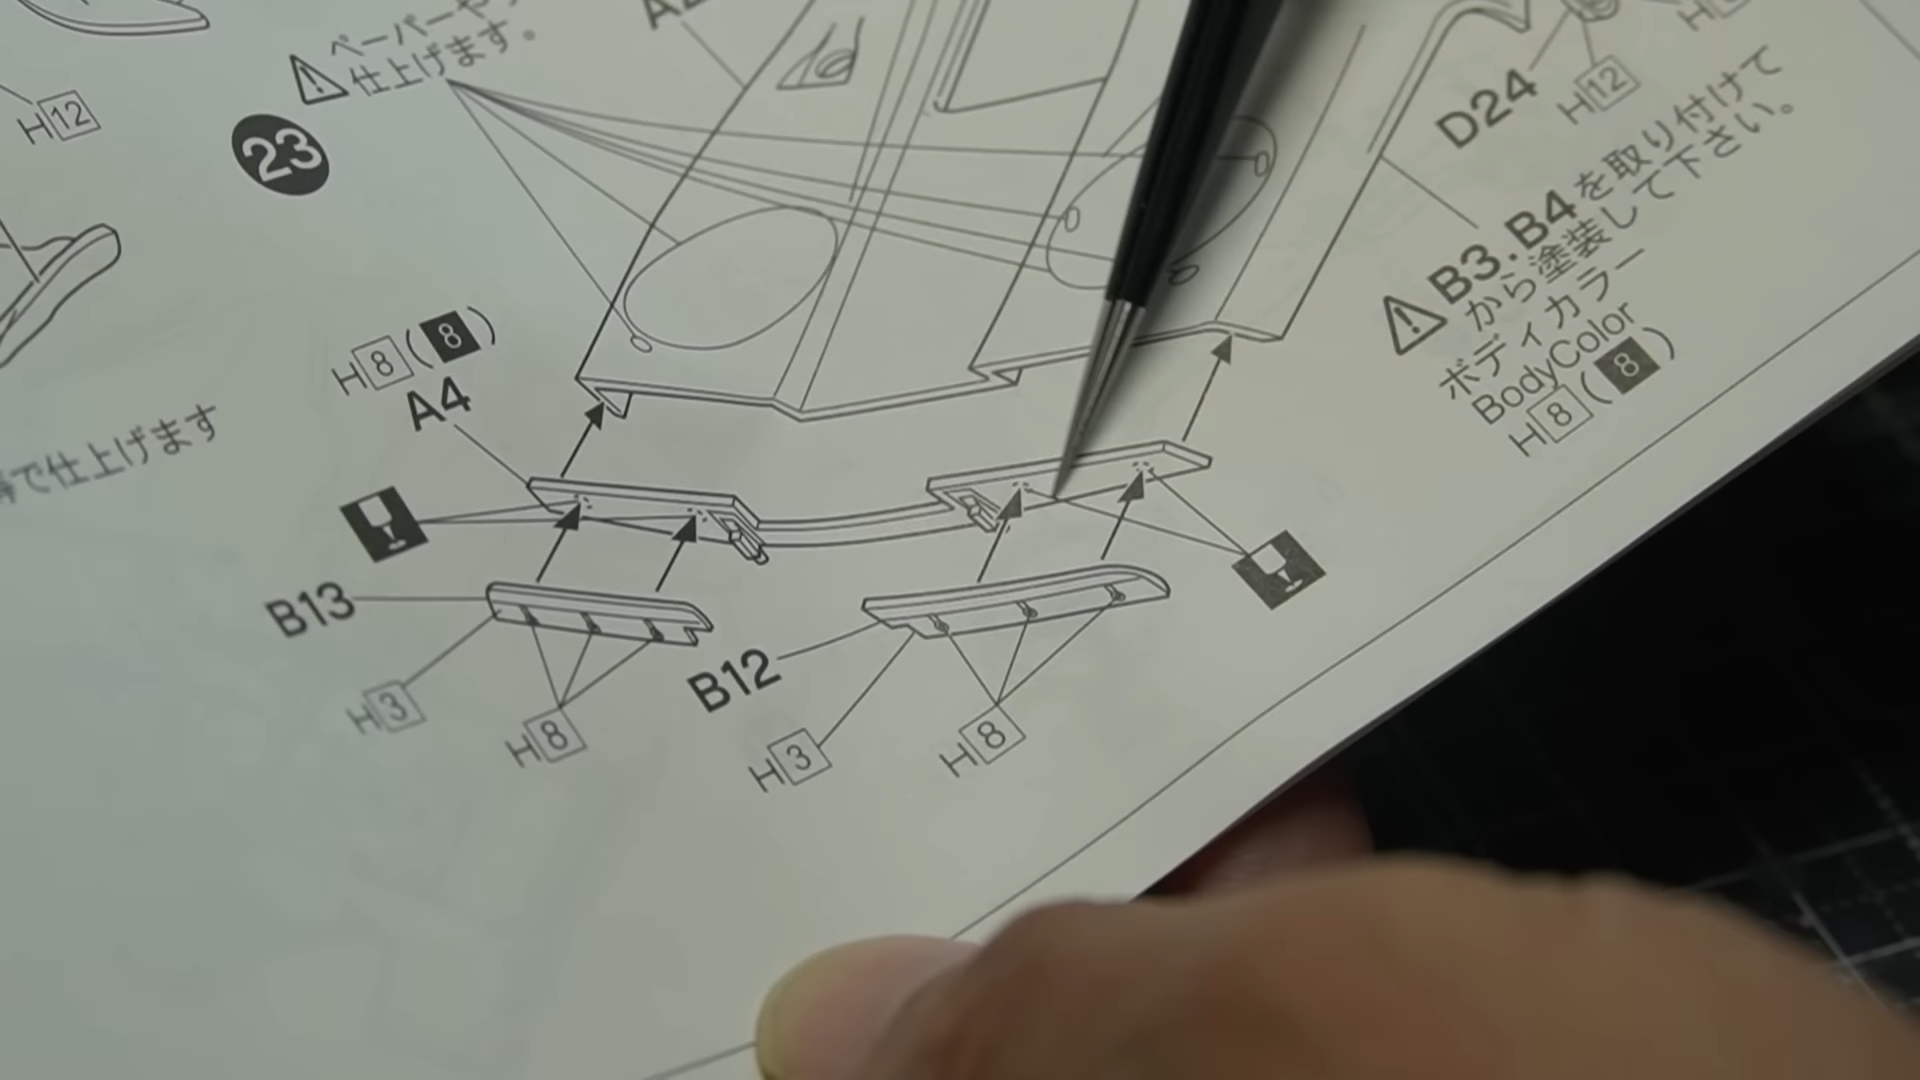 ペーパーや
仕上げます。
23
H12
H8(8)
A4
で仕上げます
B13
H3
H8
B12
H3
H8
D24
H12
B3.B4を取り付けて
から塗装して下さい。
ボディカラー
BodyColor
H8(8)